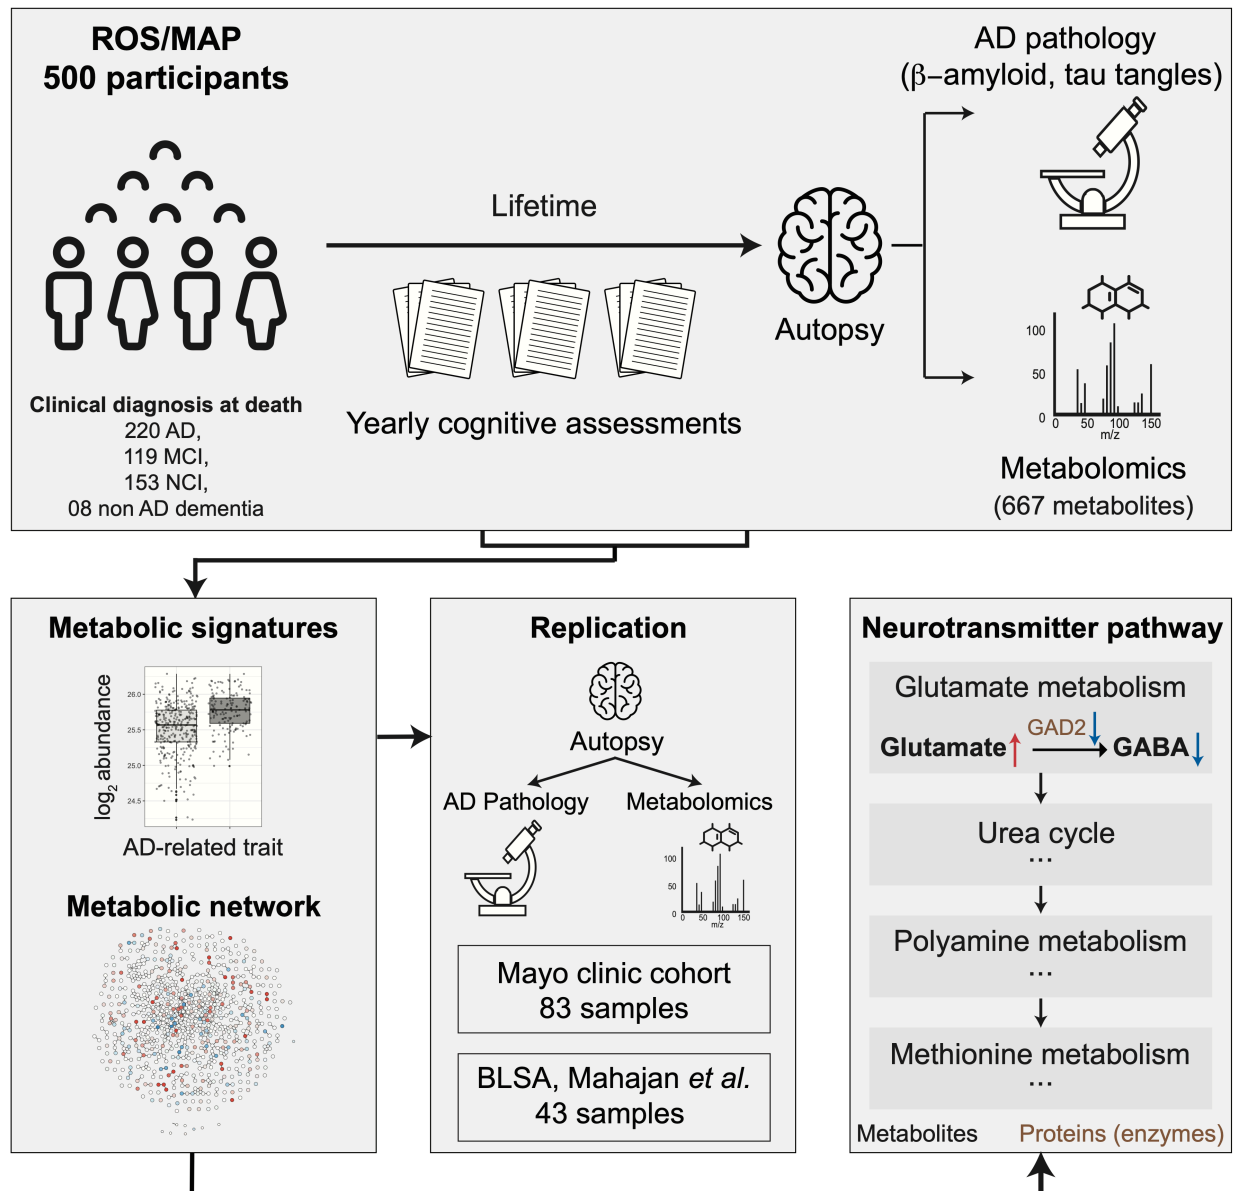 ROS/MAP
500 participants
Clinical diagnosis at death
220 AD,
119 MCI,
153 NCI,
08 non AD dementia
Lifetime
Yearly cognitive assessments
Autopsy
AD pathology
(β–amyloid, tau tangles)
100
50
0
0 50 100 150
m/z
Metabolomics
(667 metabolites)
Metabolic signatures
log2 abundance
26.0
25.5
25.0
24.5
AD-related trait
Metabolic network
Replication
Autopsy
AD Pathology
Metabolomics
100
50
0
0 50 100 150
m/z
Mayo clinic cohort
83 samples
BLSA, Mahajan et al.
43 samples
Neurotransmitter pathway
Glutamate metabolism
GAD2
Glutamate GABA
Urea cycle
...
Polyamine metabolism
...
Methionine metabolism
...
Metabolites Proteins (enzymes)